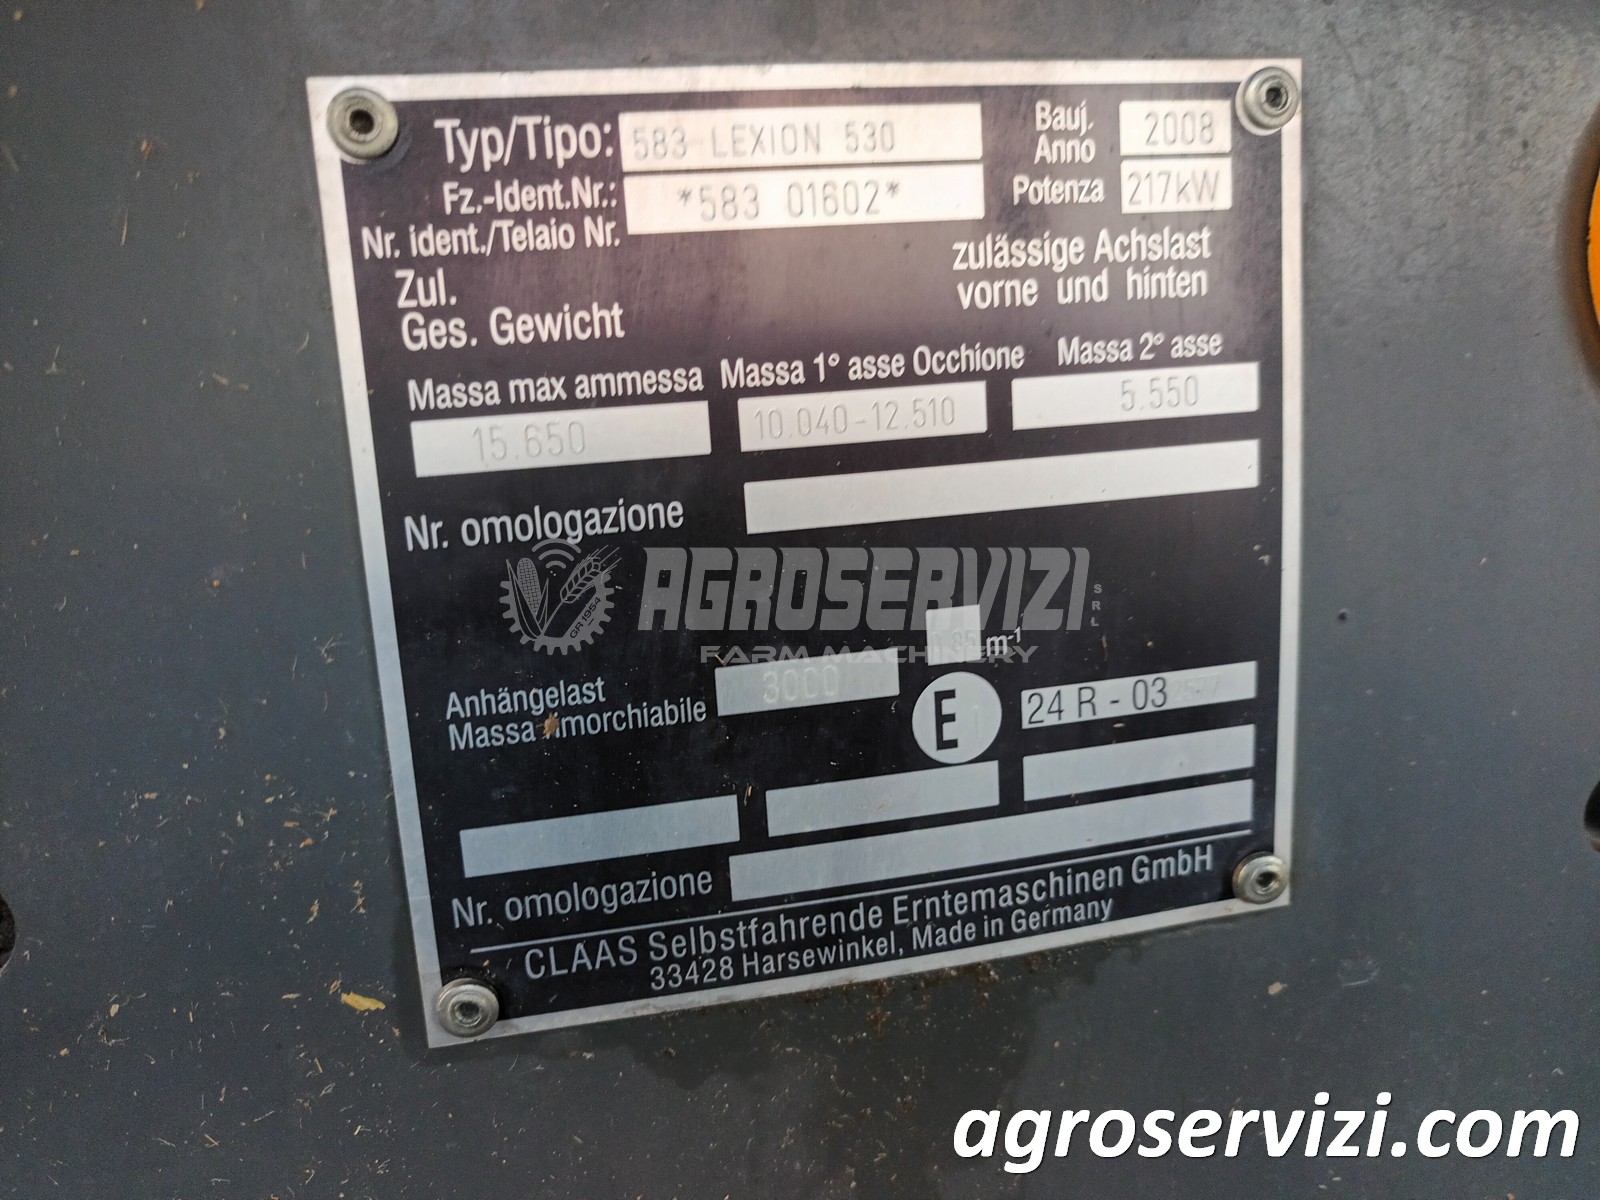 Typ/Tipo: 583 LEXION 530
Bauj. Anno 2008
Fz.-Ident.Nr.: *583 01602*
Nr. ident./Telaio Nr.
Potenza 217kW
Zul.
Ges. Gewicht
zulässige Achslast
vorne und hinten
Massa max ammessa Massa 1° asse Occhione Massa 2° asse
15.650 10.040-12.510 5.550
Nr. omologazione
AGROSERVIZI SRL
FARM MACHINERY
GR 1954
m-1
Anhängelast
Massa rimorchiabile 3000
E 24 R - 03
Nr. omologazione
CLAAS Selbstfahrende Erntemaschinen GmbH
33428 Harsewinkel, Made in Germany
agroservizi.com